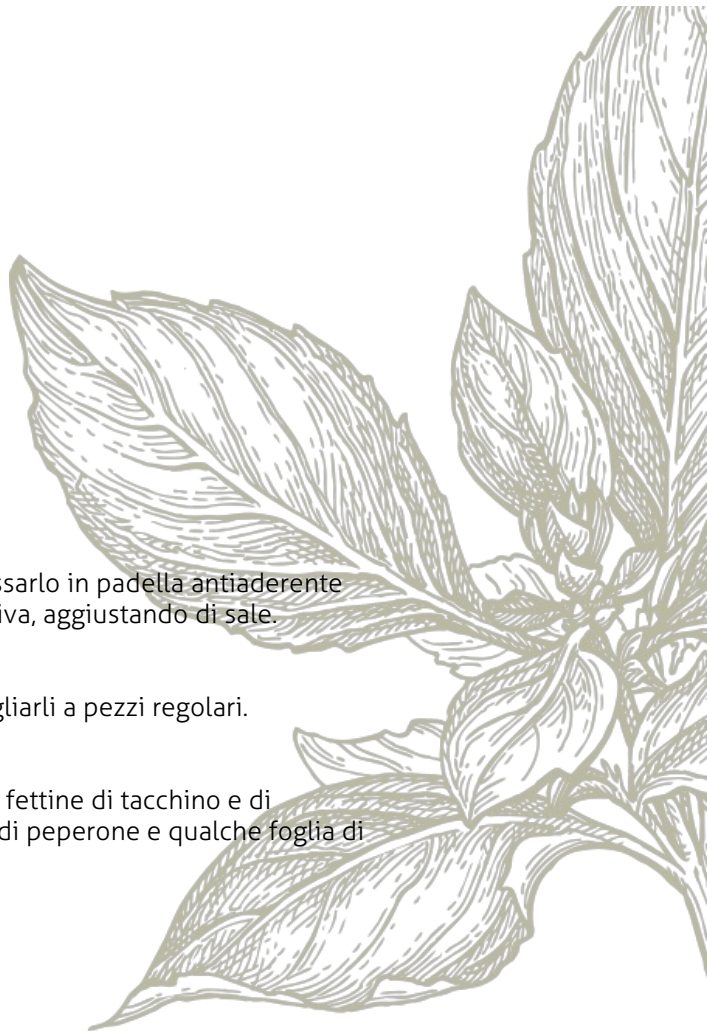 ssarlo in padella antiaderente
iva, aggiustando di sale.
gliarli a pezzi regolari.
fettine di tacchino e di
di peperone e qualche foglia di